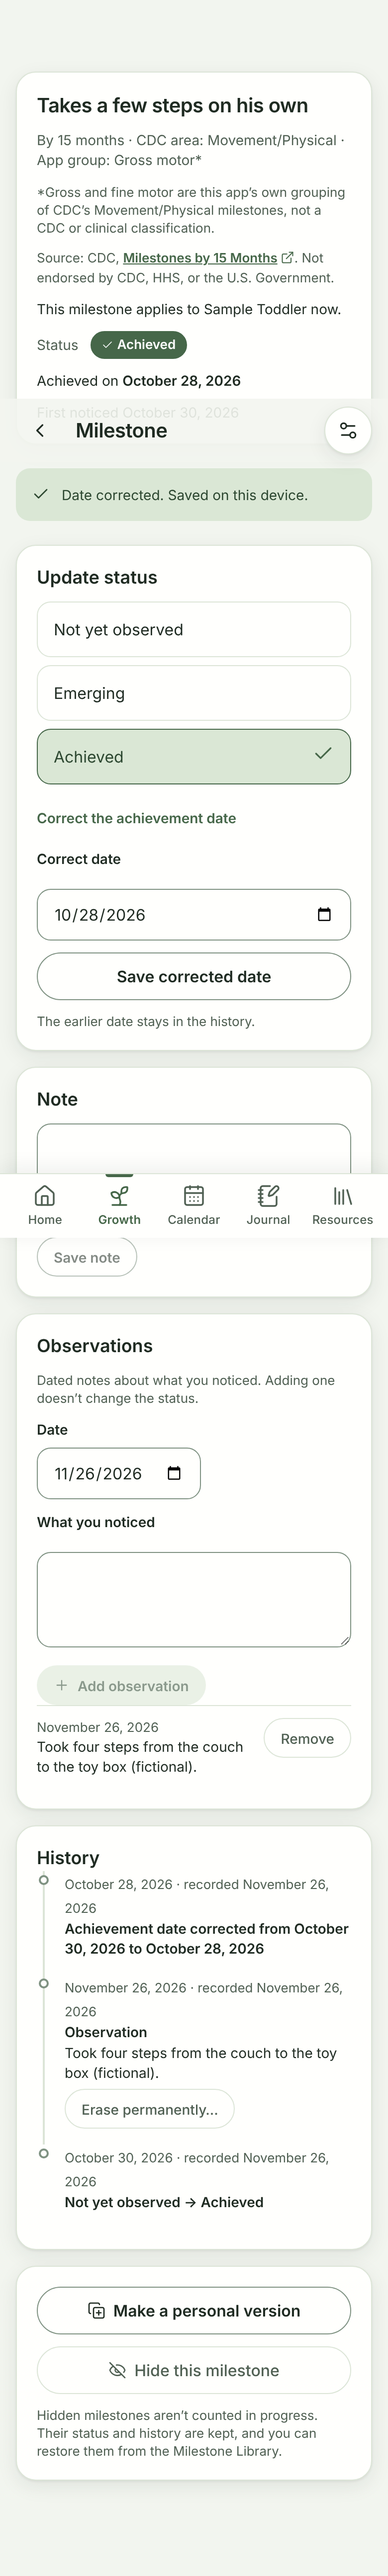 Takes a few steps on his own
By 15 months · CDC area: Movement/Physical ·
App group: Gross motor*
*Gross and fine motor are this app’s own grouping
of CDC’s Movement/Physical milestones, not a
CDC or clinical classification.
Source: CDC, Milestones by 15 Months. Not
endorsed by CDC, HHS, or the U.S. Government.
This milestone applies to Sample Toddler now.
Status Achieved
Achieved on October 28, 2026
First noticed October 30, 2026
Milestone
Date corrected. Saved on this device.
Update status
Not yet observed
Emerging
Achieved
Correct the achievement date
Correct date
10/28/2026
Save corrected date
The earlier date stays in the history.
Note
Home Growth Calendar Journal Resources
Save note
Observations
Dated notes about what you noticed. Adding one
doesn’t change the status.
Date
11/26/2026
What you noticed
+ Add observation
November 26, 2026
Took four steps from the couch
to the toy box (fictional).
Remove
History
October 28, 2026 · recorded November 26,
2026
Achievement date corrected from October
30, 2026 to October 28, 2026
November 26, 2026 · recorded November 26,
2026
Observation
Took four steps from the couch to the toy
box (fictional).
Erase permanently…
October 30, 2026 · recorded November 26,
2026
Not yet observed → Achieved
Make a personal version
Hide this milestone
Hidden milestones aren’t counted in progress.
Their status and history are kept, and you can
restore them from the Milestone Library.